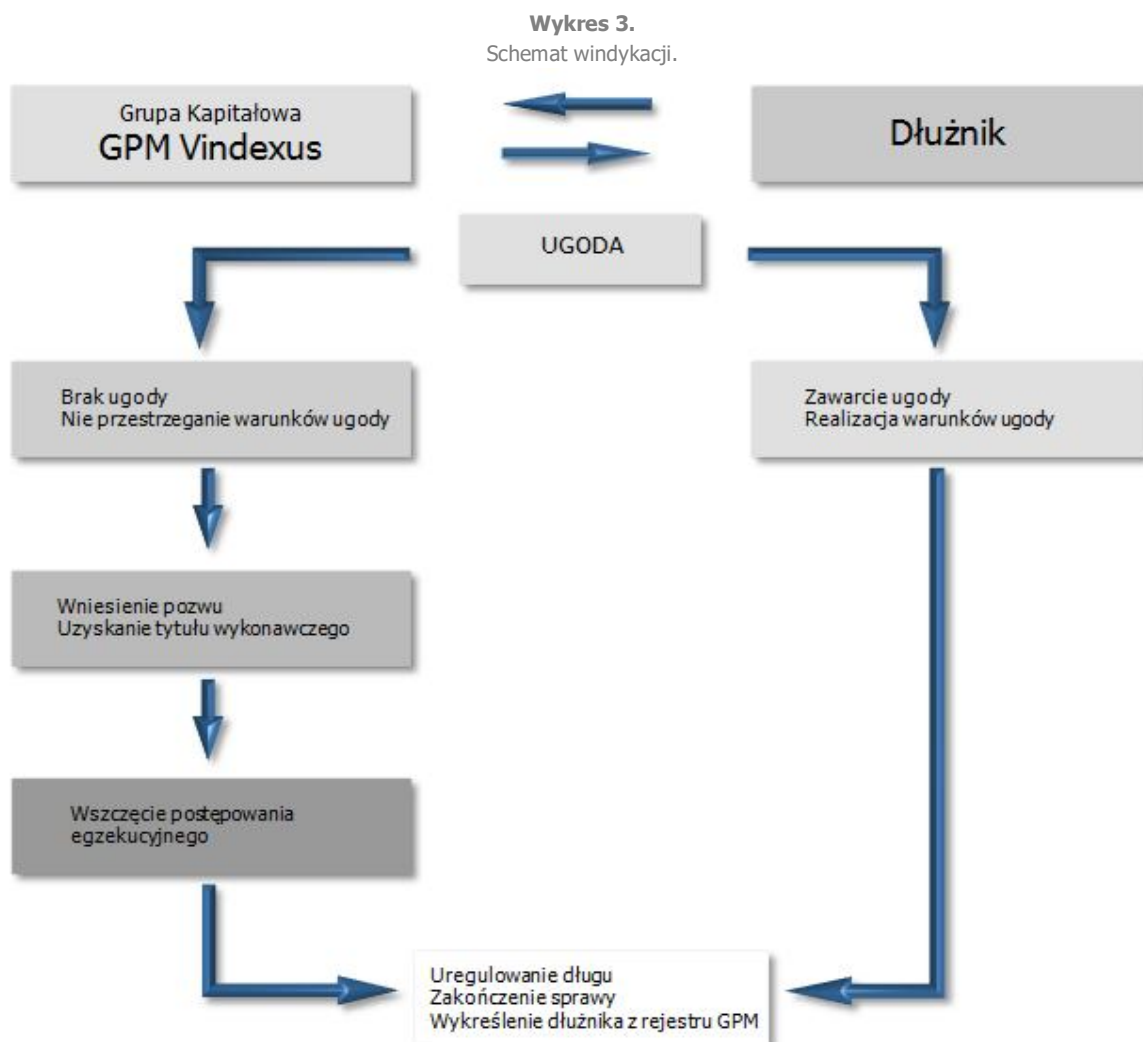 Wykres 3.
Schemat windykacji.
Grupa Kapitałowa
GPM Vindexus
Dłużnik
UGODA
Brak ugody
Nie przestrzeganie warunków ugody
Zawarcie ugody
Realizacja warunków ugody
Wniesienie pozwu
Uzyskanie tytułu wykonawczego
Wszczęcie postępowania
egzekucyjnego
Uregulowanie długu
Zakończenie sprawy
Wykreślenie dłużnika z rejestru GPM